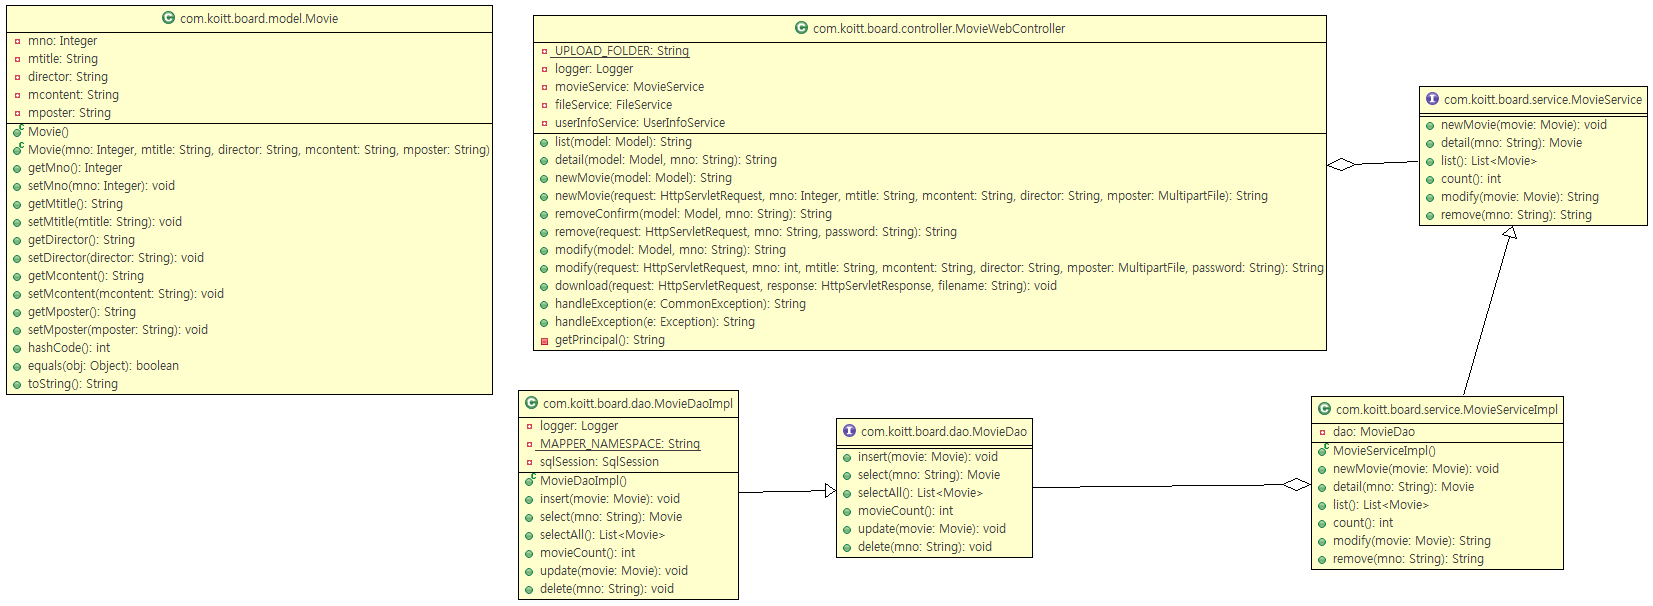 com.koitt.board.model.Movie
mno: Integer
mtitle: String
director: String
mcontent: String
mposter: String
Movie()
Movie(mno: Integer, mtitle: String, director: String, mcontent: String, mposter: String)
getMno(): Integer
setMno(mno: Integer): void
getMtitle(): String
setMtitle(mtitle: String): void
getDirector(): String
setDirector(director: String): void
getMcontent(): String
setMcontent(mcontent: String): void
getMposter(): String
setMposter(mposter: String): void
hashCode(): int
equals(obj: Object): boolean
toString(): String
com.koitt.board.controller.MovieWebController
UPLOAD_FOLDER: String
logger: Logger
movieService: MovieService
fileService: FileService
userInfoService: UserInfoService
list(model: Model): String
detail(model: Model, mno: String): String
newMovie(model: Model): String
newMovie(request: HttpServletRequest, mno: Integer, mtitle: String, mcontent: String, director: String, mposter: MultipartFile): String
removeConfirm(model: Model, mno: String): String
remove(request: HttpServletRequest, mno: String, password: String): String
modify(model: Model, mno: String): String
modify(request: HttpServletRequest, mno: int, mtitle: String, mcontent: String, director: String, mposter: MultipartFile, password: String): String
download(request: HttpServletRequest, response: HttpServletResponse, filename: String): void
handleException(e: CommonException): String
handleException(e: Exception): String
getPrincipal(): String
com.koitt.board.service.MovieService
newMovie(movie: Movie): void
detail(mno: String): Movie
list(): List<Movie>
count(): int
modify(movie: Movie): String
remove(mno: String): String
com.koitt.board.dao.MovieDaoImpl
logger: Logger
MAPPER_NAMESPACE: String
sqlSession: SqlSession
MovieDaoImpl()
insert(movie: Movie): void
select(mno: String): Movie
selectAll(): List<Movie>
movieCount(): int
update(movie: Movie): void
delete(mno: String): void
com.koitt.board.dao.MovieDao
insert(movie: Movie): void
select(mno: String): Movie
selectAll(): List<Movie>
movieCount(): int
update(movie: Movie): void
delete(mno: String): void
com.koitt.board.service.MovieServiceImpl
dao: MovieDao
MovieServiceImpl()
newMovie(movie: Movie): void
detail(mno: String): Movie
list(): List<Movie>
count(): int
modify(movie: Movie): String
remove(mno: String): String